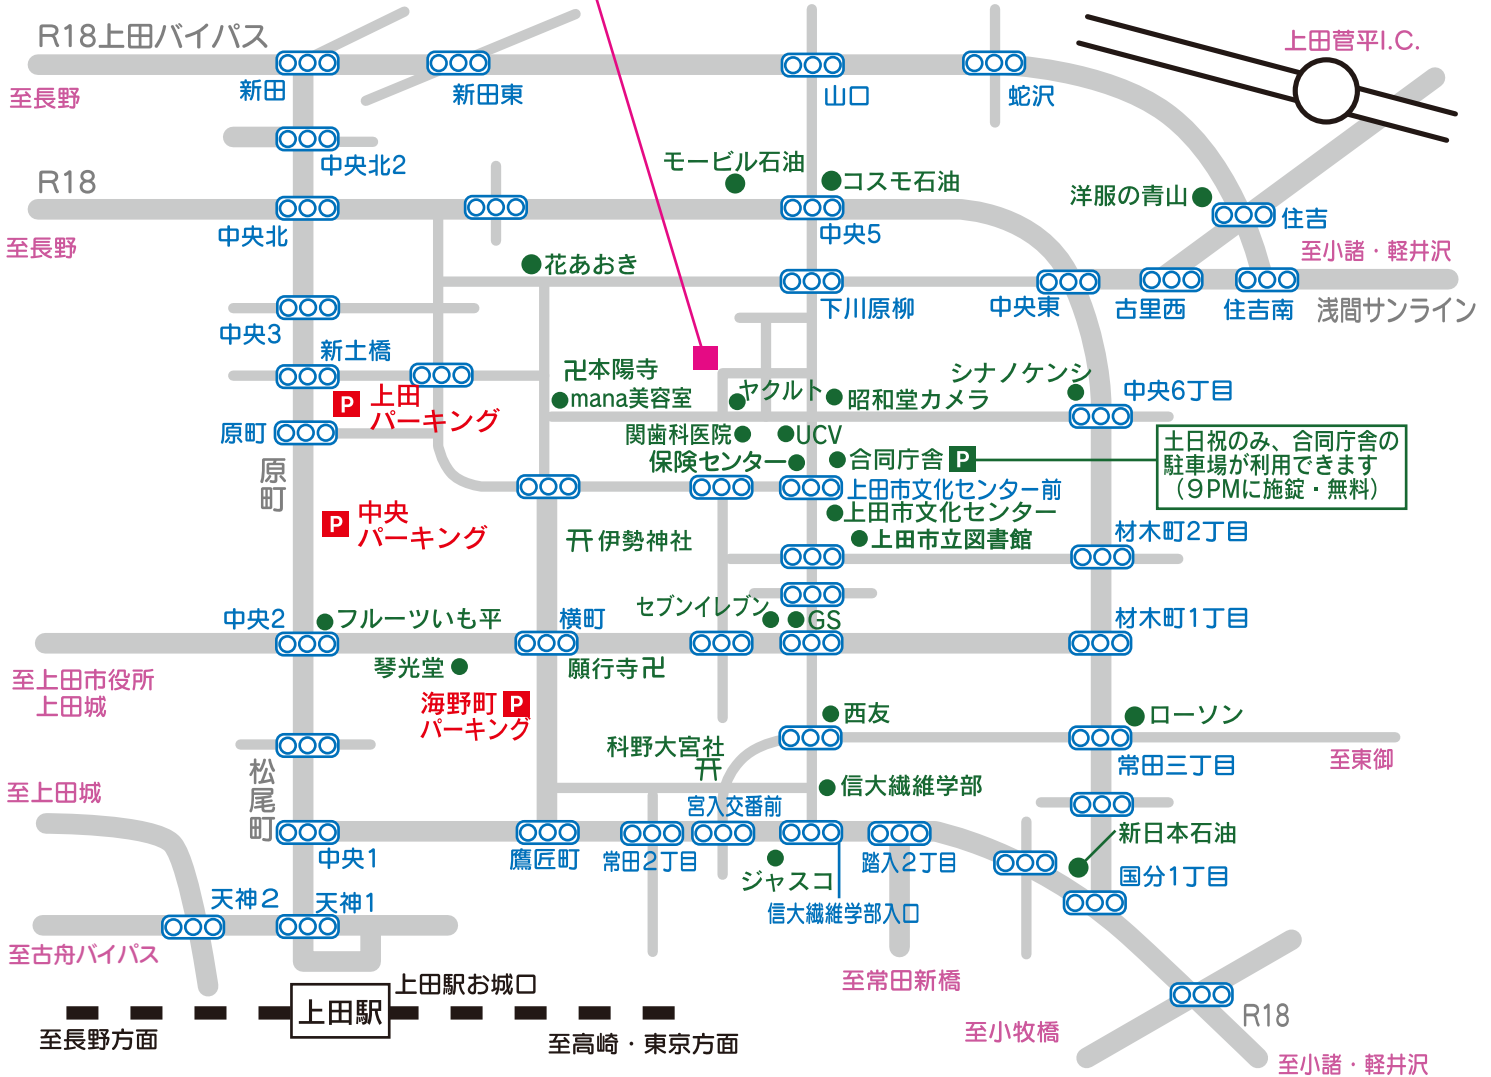 R18上田バイパス
上田菅平I.C.
至長野
新田
新田東
山口
蛇沢
中央北2
モービル石油
コスモ石油
洋服の青山
住吉
R18
至長野
中央北
中央5
至小諸・軽井沢
花あおき
下川原柳
中央東
古里西
住吉南
浅間サンライン
中央3
新土橋
卍本陽寺
シナノケンシ
P
上田
パーキング
mana美容室
ヤクルト
昭和堂カメラ
中央6丁目
原町
関歯科医院
UCV
保険センター
合同庁舎
P
土日祝のみ、合同庁舎の
駐車場が利用できます
（9PMに施錠・無料）
原町
上田市文化センター前
上田市文化センター
P
中央
パーキング
开伊勢神社
上田市立図書館
材木町2丁目
中央2
フルーツいも平
横町
セブンイレブン
GS
材木町1丁目
至上田市役所
上田城
琴光堂
願行寺卍
海野町
P
パーキング
西友
ローソン
科野大宮社
开
常田三丁目
至東御
松尾町
至上田城
信大繊維学部
宮入交番前
新日本石油
中央1
鷹匠町
常田2丁目
ジャスコ
踏入2丁目
国分1丁目
信大繊維学部入口
天神2
天神1
至古舟バイパス
上田駅お城口
上田駅
至長野方面
至高崎・東京方面
至常田新橋
至小牧橋
R18
至小諸・軽井沢